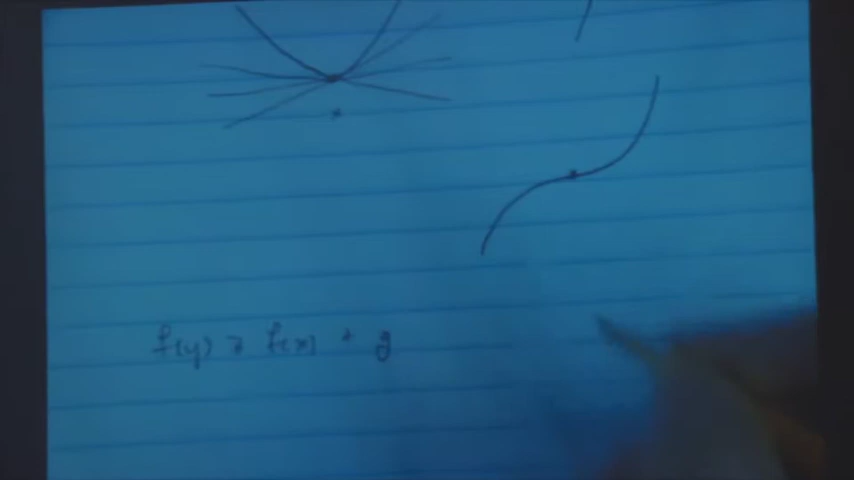 f(y) ≥ f(x) + g